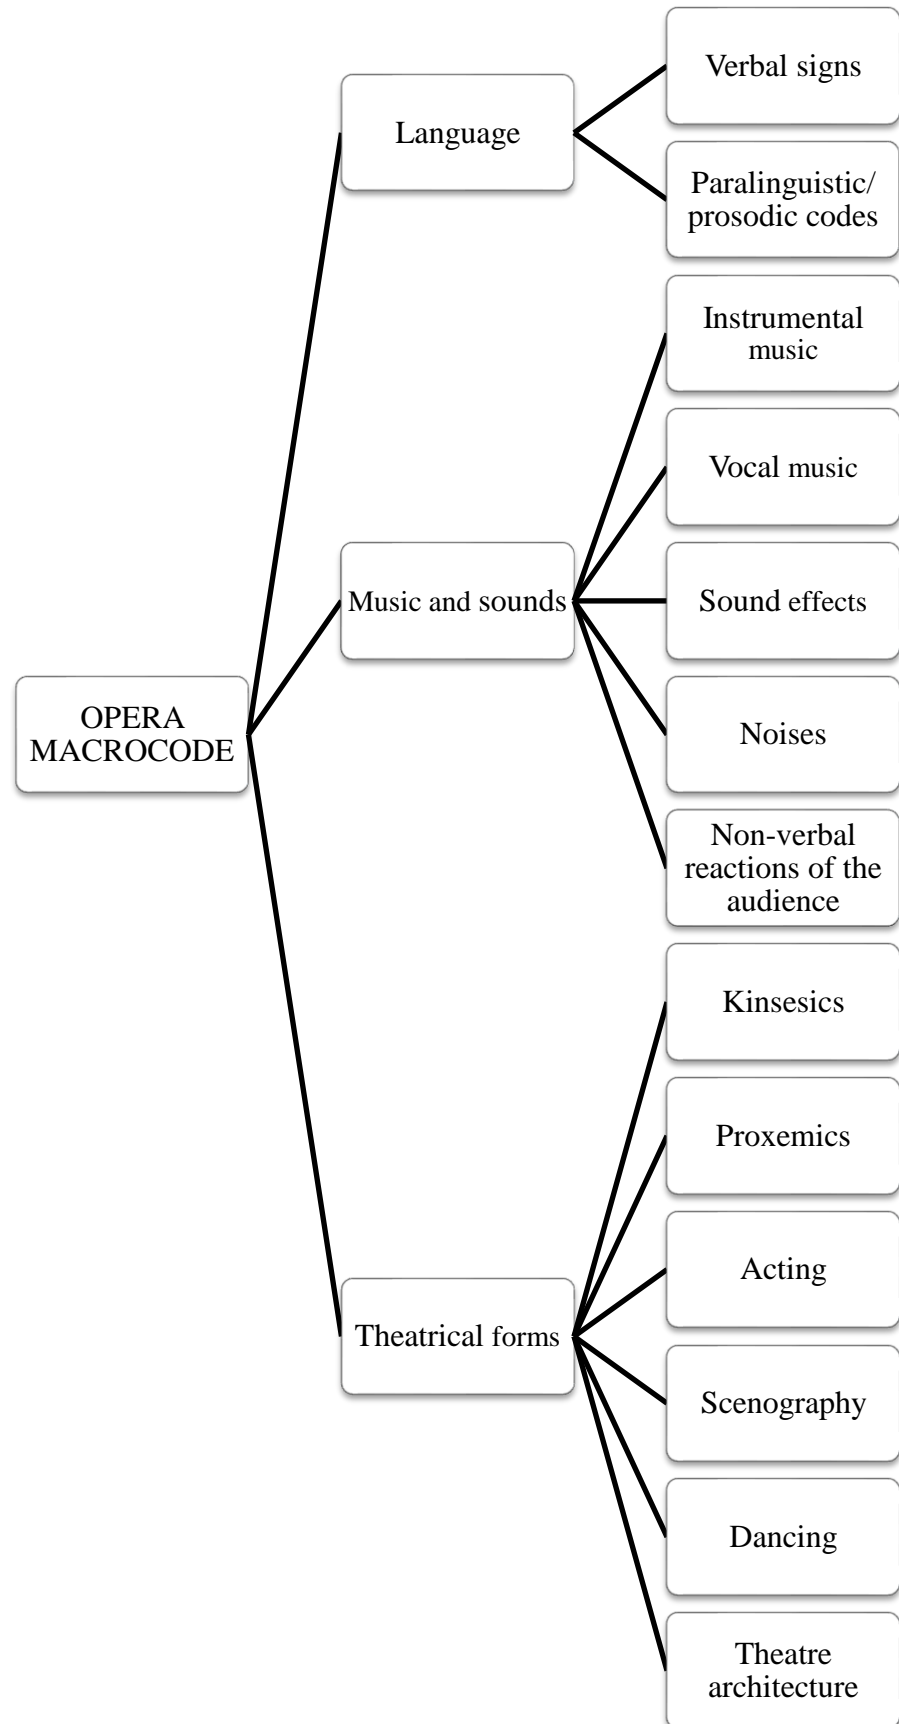 OPERA
MACROCODE
Language
Verbal signs
Paralinguistic/
prosodic codes
Music and sounds
Instrumental
music
Vocal music
Sound effects
Noises
Non-verbal
reactions of the
audience
Theatrical forms
Kinsesics
Proxemics
Acting
Scenography
Dancing
Theatre
architecture